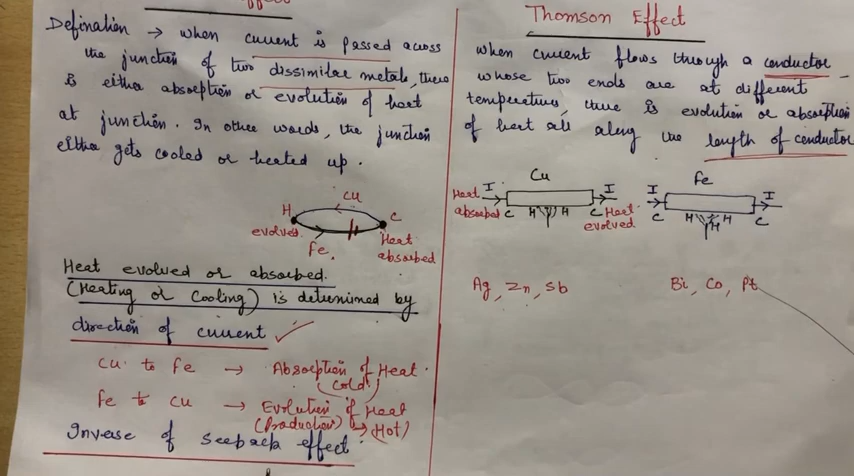 Effect
Defination → when current is passed across
the junction of two dissimilar metals, there
is either absorption or evolution of heat
at junction. In other words, the junction
either gets cooled or heated up.
Cu
H
C
evolved
Fe
Heat
absorbed
Heat evolved or absorbed.
(Heating or Cooling) is determined by
direction of current ✓
Cu to Fe → Absorption of Heat.
(cold)
Fe to Cu → Evolution of Heat
(Production) ↳ (Hot)
Inverse of seeback effect.
Thomson Effect
when current flows through a conductor
whose two ends are at different
temperatures, there is evolution or absorption
of heat all along the length of conductor
Cu
Heat I I
absorbed C H H C Heat
evolved.
Fe
I I
C H H H C
Ag, Zn, Sb
Bi, Co, Pt